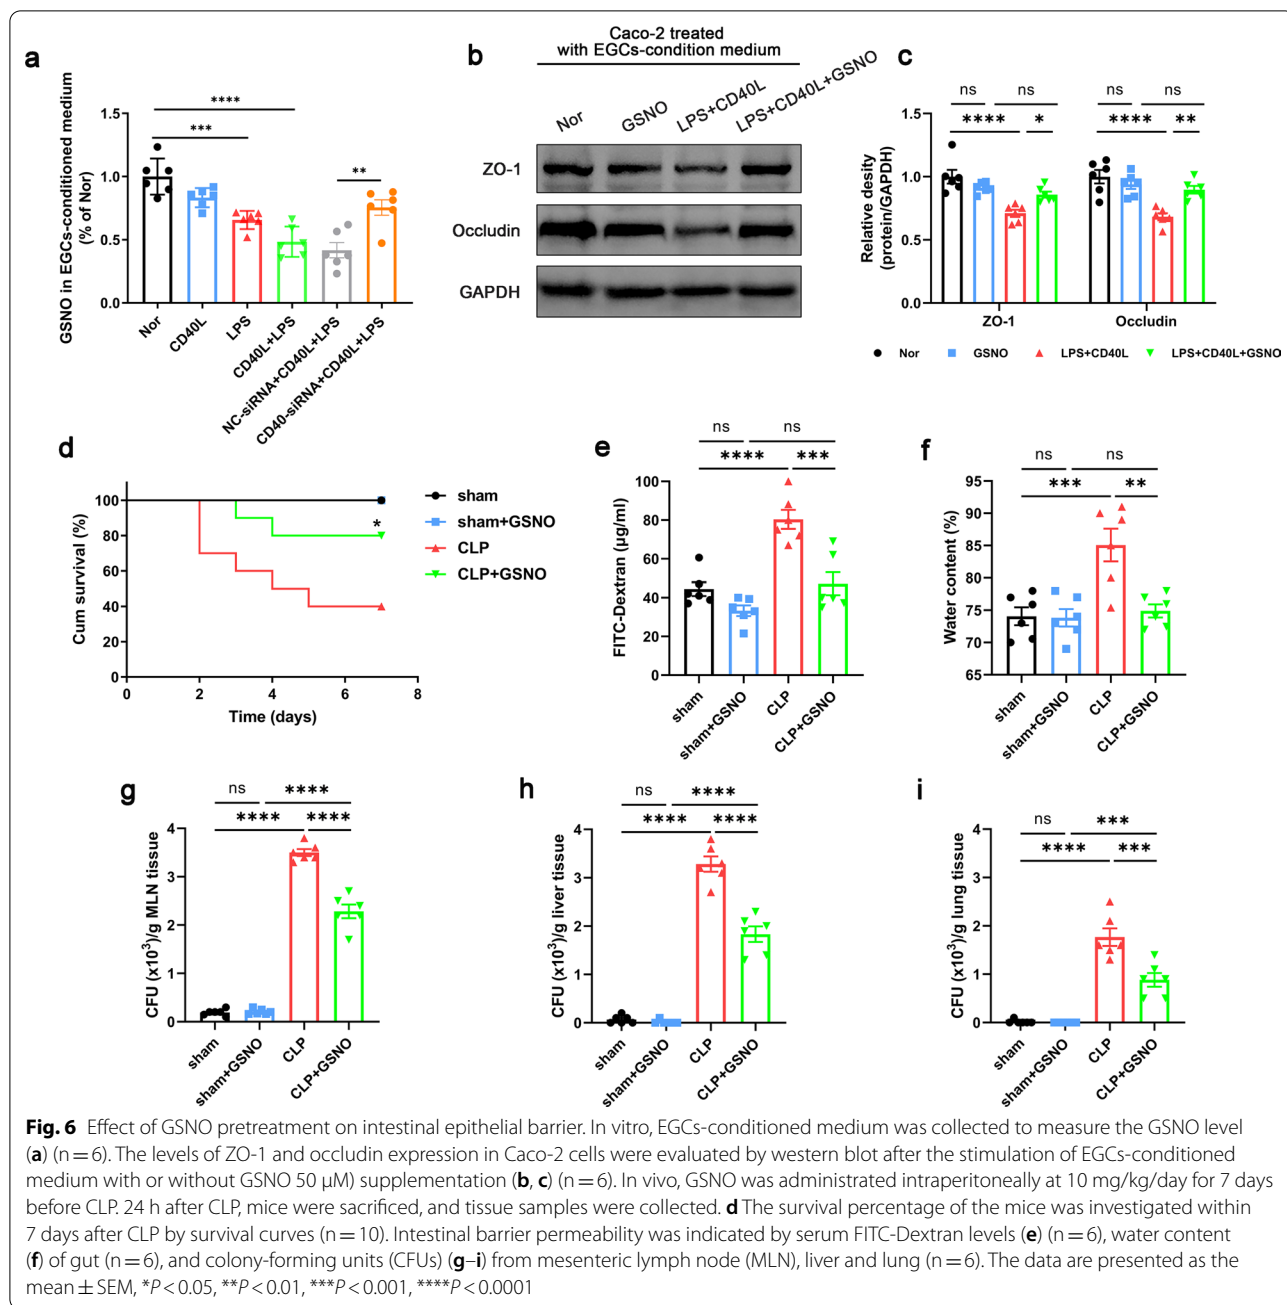 a
GSNO in EGCs-conditioned medium
(% of Nor)
1.5
1.0
0.5
0.0
****
***
**
Nor
CD40L
LPS
CD40L+LPS
NC-siRNA+CD40L+LPS
CD40-siRNA+CD40L+LPS
b
Caco-2 treated
with EGCs-condition medium
Nor
GSNO
LPS+CD40L
LPS+CD40L+GSNO
ZO-1
Occludin
GAPDH
c
Relative desity
(protein/GAPDH)
1.5
1.0
0.5
0.0
ns
ns
****
*
ns
ns
****
**
ZO-1
Occludin
Nor
GSNO
LPS+CD40L
LPS+CD40L+GSNO
d
Cum survival (%)
100
80
60
40
20
0
0
2
4
6
8
Time (days)
*
sham
sham+GSNO
CLP
CLP+GSNO
e
FITC-Dextran (μg/ml)
100
80
60
40
20
0
ns
ns
****
***
sham
sham+GSNO
CLP
CLP+GSNO
f
Water content (%)
95
90
85
80
75
70
65
ns
ns
***
**
sham
sham+GSNO
CLP
CLP+GSNO
g
CFU (x10³)/g MLN tissue
4
3
2
1
0
ns
****
****
****
sham
sham+GSNO
CLP
CLP+GSNO
h
CFU (x10³)/g liver tissue
4
3
2
1
0
ns
****
****
****
sham
sham+GSNO
CLP
CLP+GSNO
i
CFU (x10³)/g lung tissue
4
3
2
1
0
ns
***
****
***
sham
sham+GSNO
CLP
CLP+GSNO
Fig. 6 Effect of GSNO pretreatment on intestinal epithelial barrier. In vitro, EGCs-conditioned medium was collected to measure the GSNO level
(a) (n = 6). The levels of ZO-1 and occludin expression in Caco-2 cells were evaluated by western blot after the stimulation of EGCs-conditioned
medium with or without GSNO 50 μM) supplementation (b, c) (n = 6). In vivo, GSNO was administrated intraperitoneally at 10 mg/kg/day for 7 days
before CLP. 24 h after CLP, mice were sacrificed, and tissue samples were collected. d The survival percentage of the mice was investigated within
7 days after CLP by survival curves (n = 10). Intestinal barrier permeability was indicated by serum FITC-Dextran levels (e) (n = 6), water content
(f) of gut (n = 6), and colony-forming units (CFUs) (g–i) from mesenteric lymph node (MLN), liver and lung (n = 6). The data are presented as the
mean ± SEM, *P < 0.05, **P < 0.01, ***P < 0.001, ****P < 0.0001